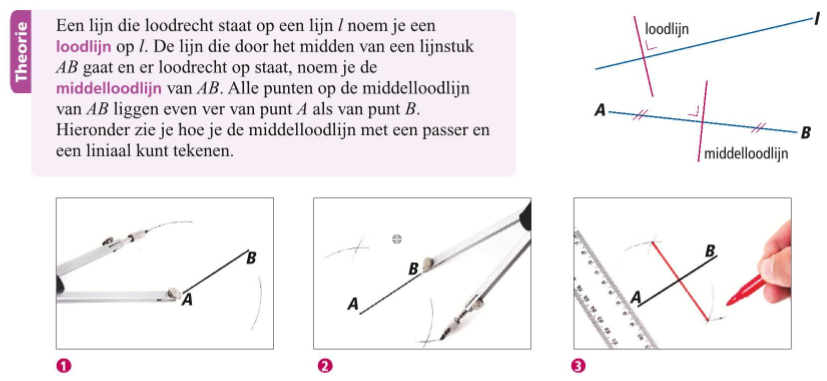 Theorie
Een lijn die loodrecht staat op een lijn l noem je een
loodlijn op l. De lijn die door het midden van een lijnstuk
AB gaat en er loodrecht op staat, noem je de
middelloodlijn van AB. Alle punten op de middelloodlijn
van AB liggen even ver van punt A als van punt B.
Hieronder zie je hoe je de middelloodlijn met een passer en
een liniaal kunt tekenen.
loodlijn
l
A
B
middelloodlijn
A
B
A
B
A
B
1
2
3